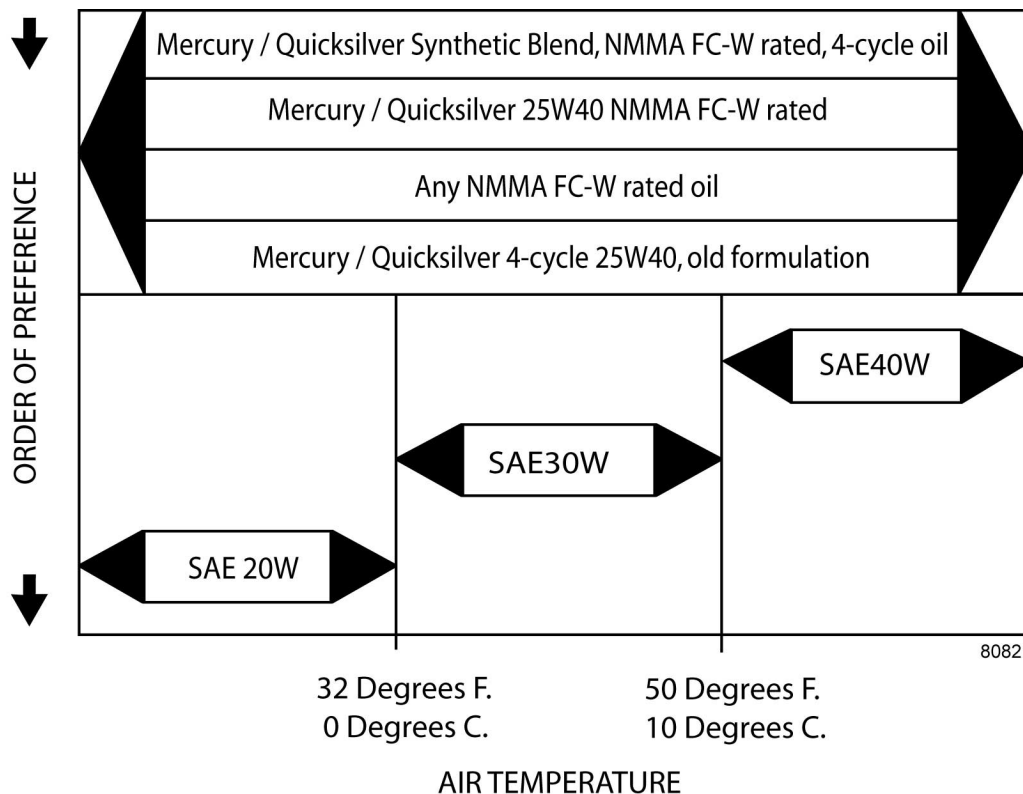 ORDER OF PREFERENCE
Mercury / Quicksilver Synthetic Blend, NMMA FC-W rated, 4-cycle oil
Mercury / Quicksilver 25W40 NMMA FC-W rated
Any NMMA FC-W rated oil
Mercury / Quicksilver 4-cycle 25W40, old formulation
SAE40W
SAE30W
SAE 20W
8082
32 Degrees F.
0 Degrees C.
50 Degrees F.
10 Degrees C.
AIR TEMPERATURE